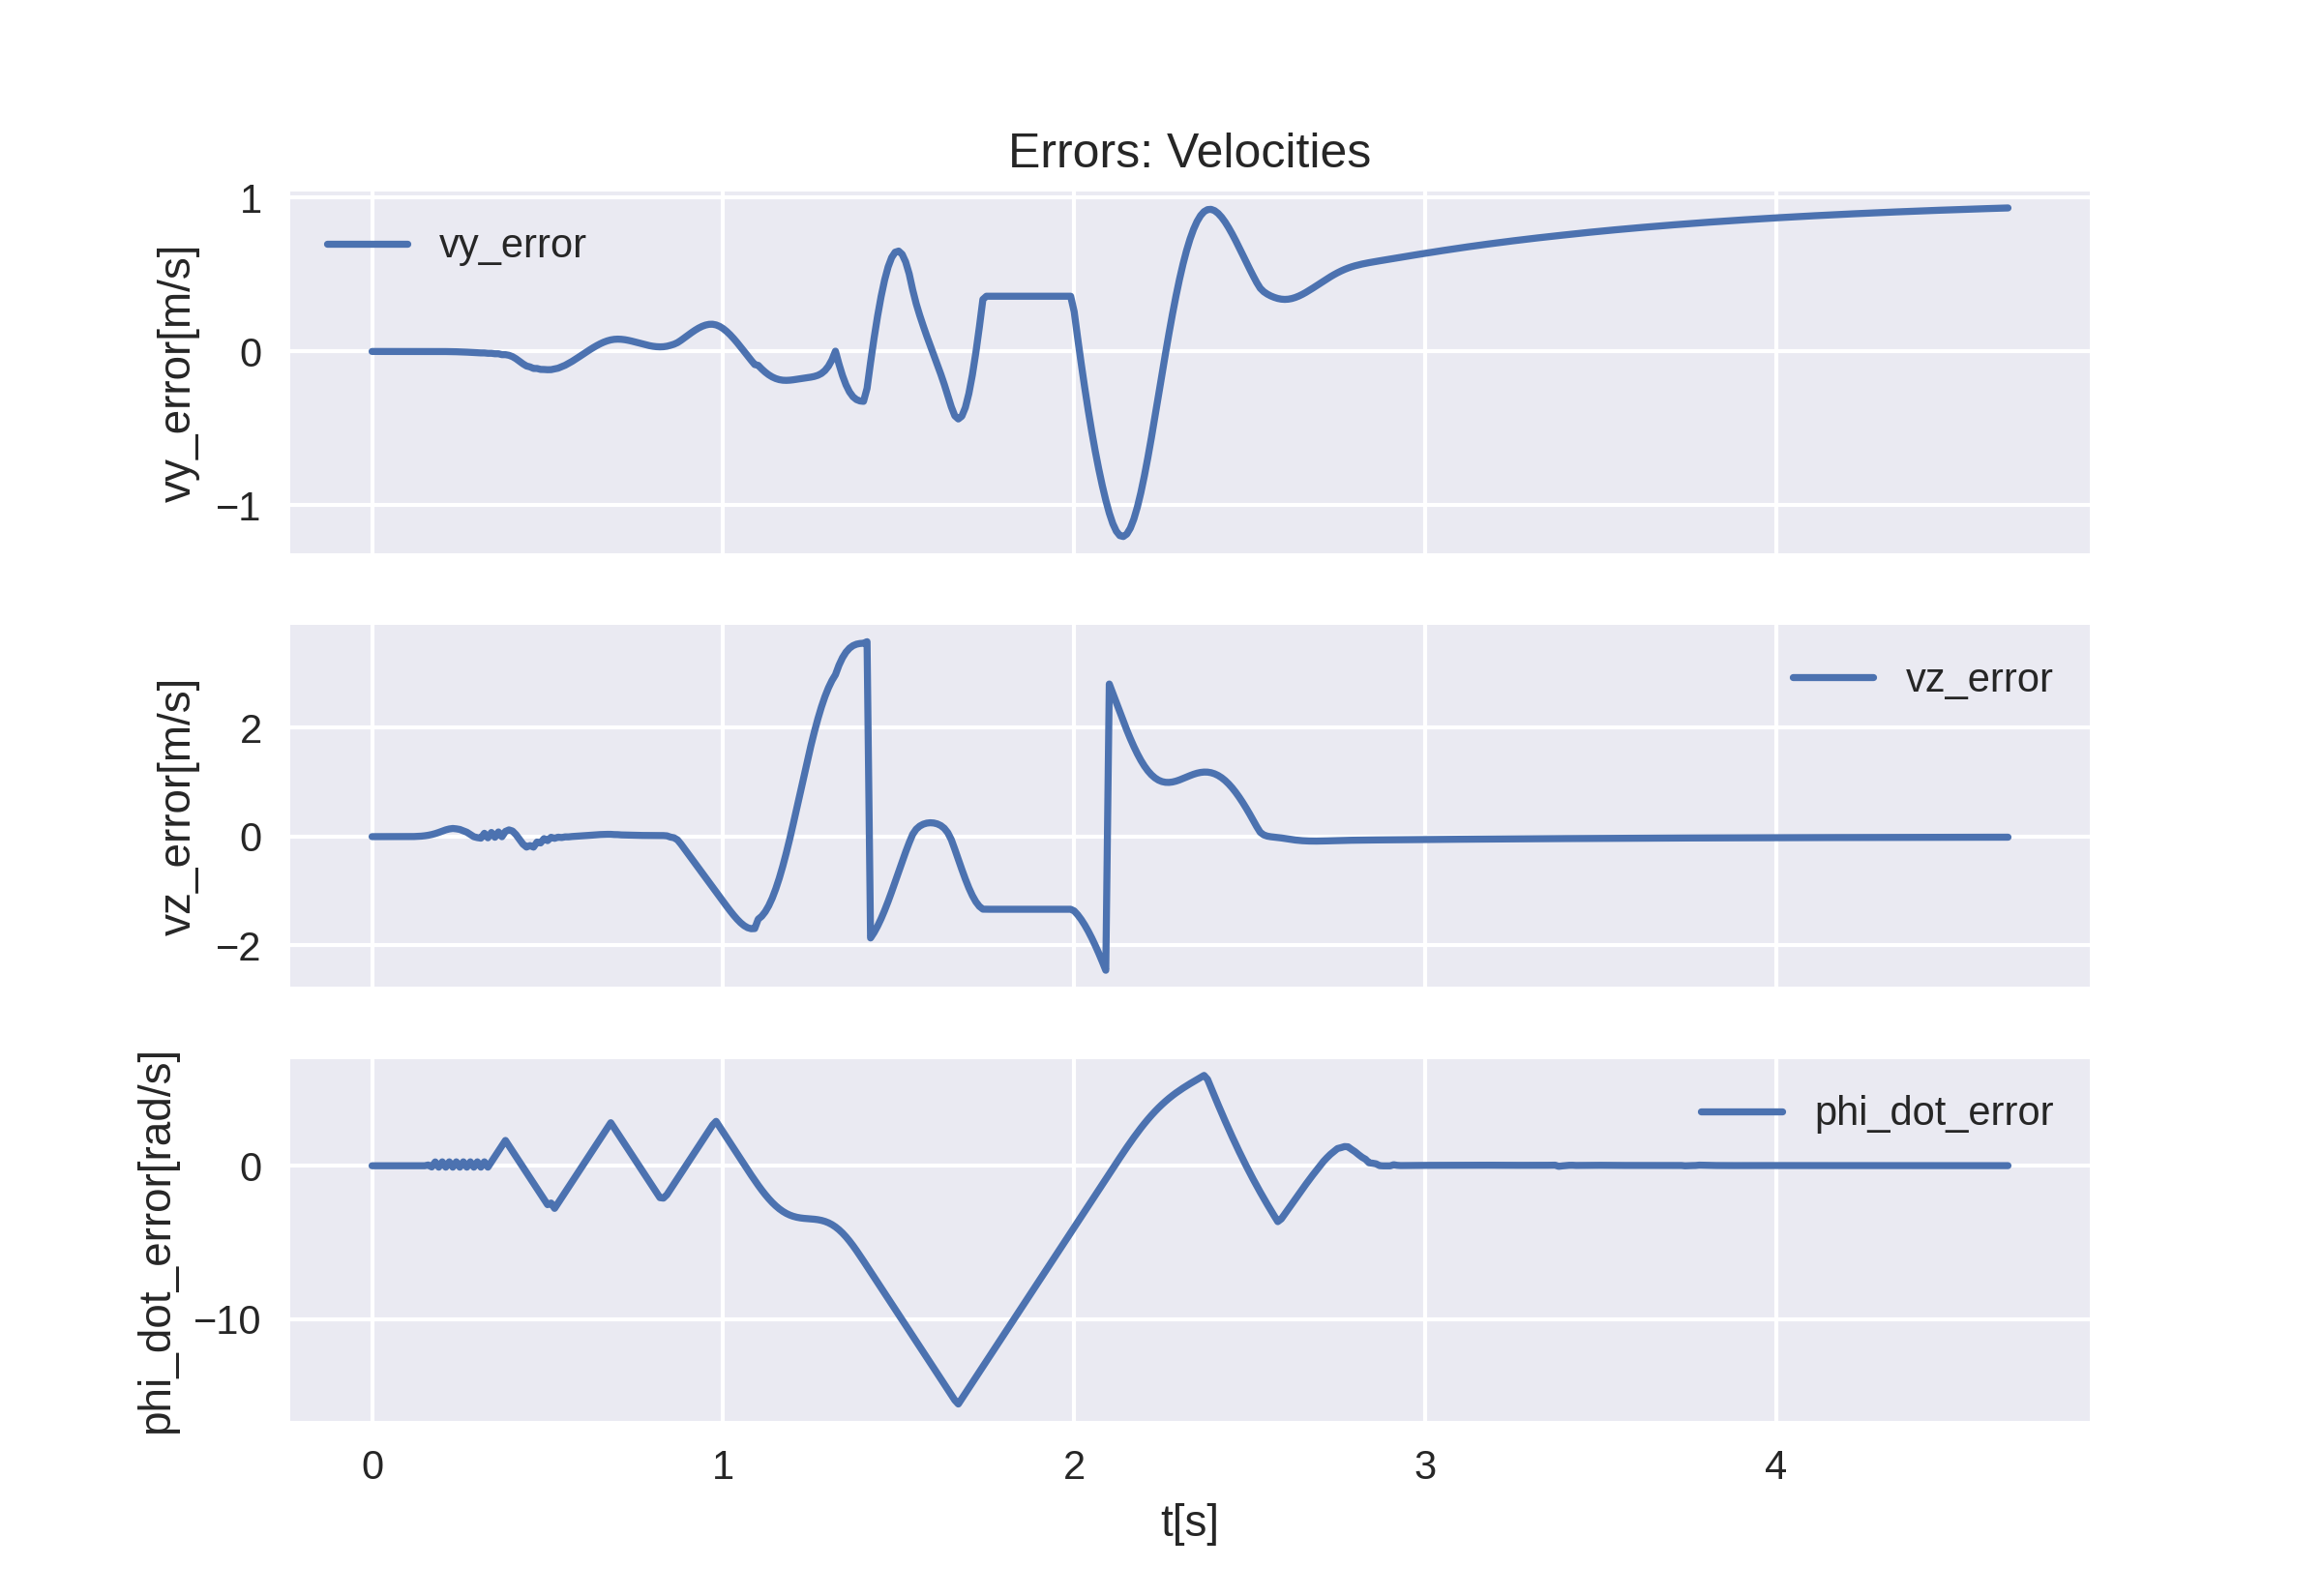 Errors: Velocities
vy_error[m/s]
1
0
−1
vy_error
vz_error[m/s]
2
0
−2
vz_error
phi_dot_error[rad/s]
0
−10
phi_dot_error
0 1 2 3 4
t[s]